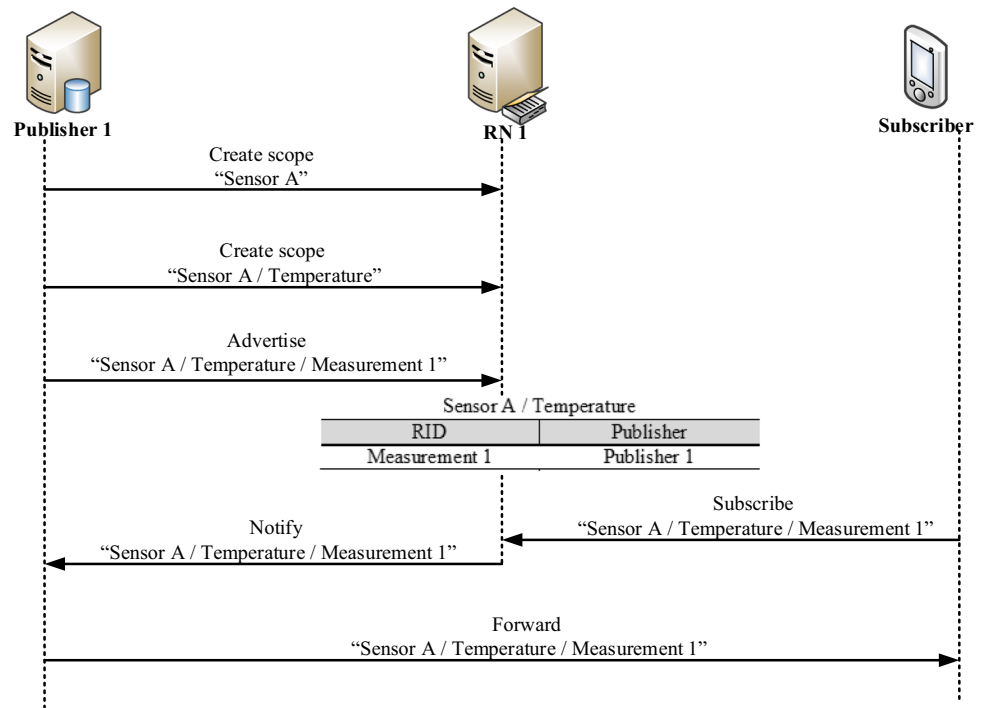 Publisher 1
RN 1
Subscriber
Create scope
“Sensor A”
Create scope
“Sensor A / Temperature”
Advertise
“Sensor A / Temperature / Measurement 1”
Sensor A / Temperature
RID Publisher
Measurement 1 Publisher 1
Subscribe
“Sensor A / Temperature / Measurement 1”
Notify
“Sensor A / Temperature / Measurement 1”
Forward
“Sensor A / Temperature / Measurement 1”